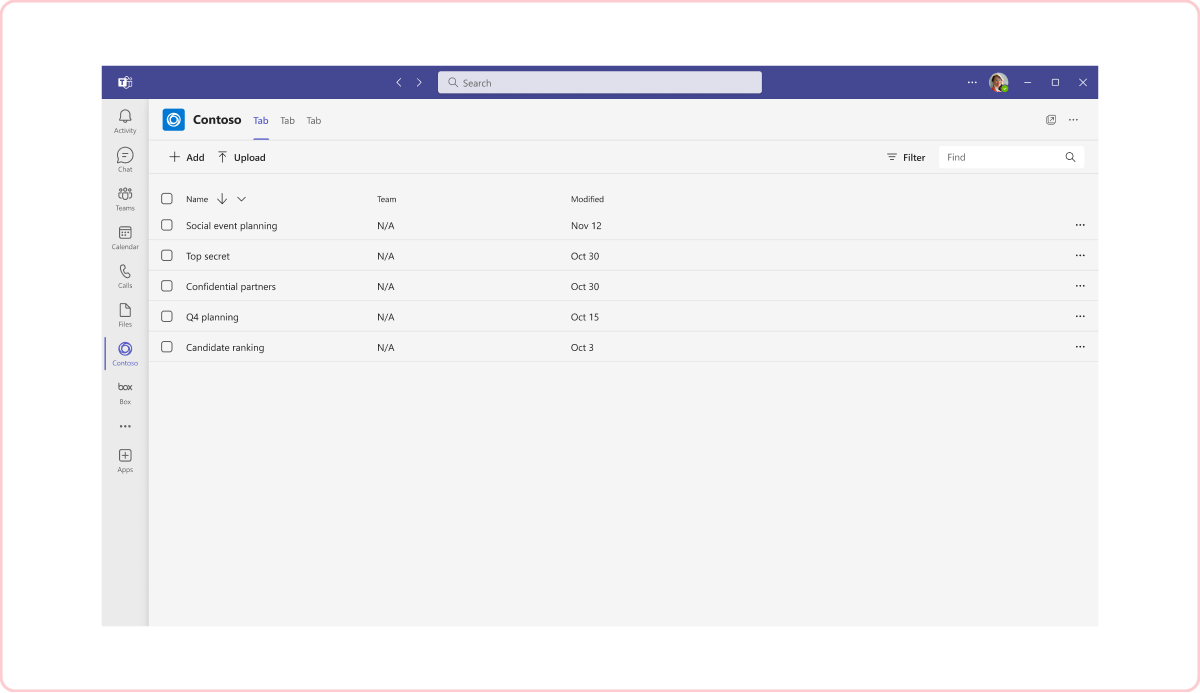 Search
Activity
Chat
Teams
Calendar
Calls
Files
Contoso
box
Box
Apps
Contoso Tab Tab Tab
Add Upload Filter Find
Name Team Modified
Social event planning N/A Nov 12
Top secret N/A Oct 30
Confidential partners N/A Oct 30
Q4 planning N/A Oct 15
Candidate ranking N/A Oct 3